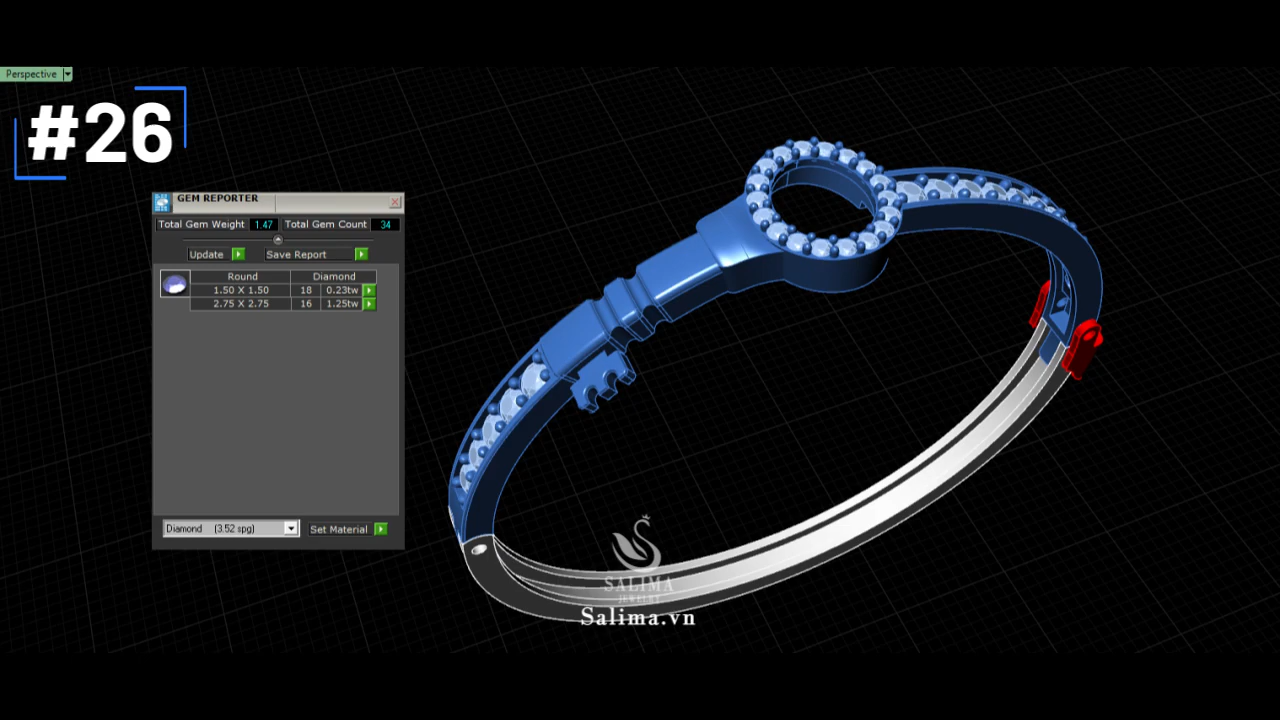 Perspective
#26
GEM REPORTER
Total Gem Weight 1.47 Total Gem Count 34
Update Save Report
Round Diamond
1.50 X 1.50 18 0.23tw
2.75 X 2.75 16 1.25tw
Diamond (3.52 spg) Set Material
SALIMA
JEWELRY
Salima.vn